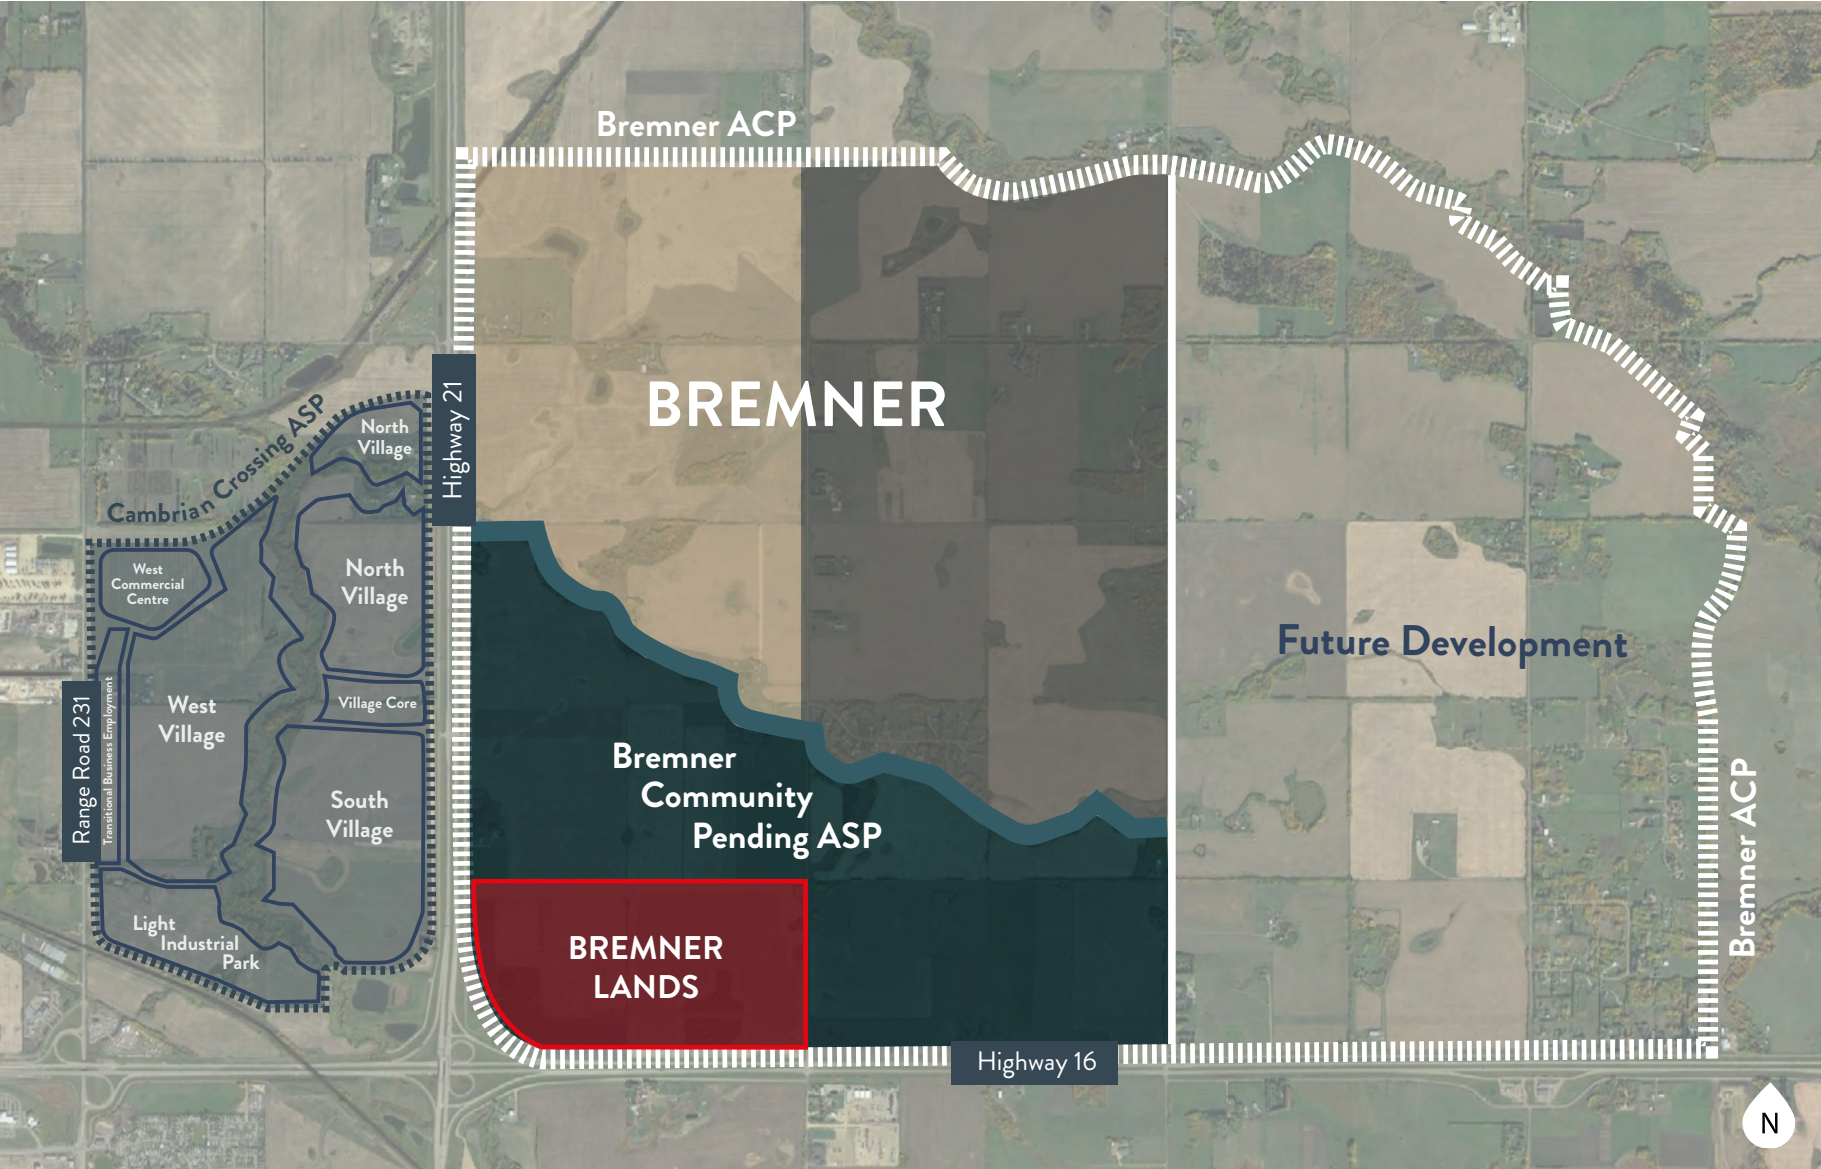 Bremner ACP
BREMNER
Highway 21
Cambrian Crossing ASP
North
Village
West
Commercial
Centre
North
Village
Village Core
West
Village
Range Road 231
Transitional Business Employment
South
Village
Light
Industrial
Park
Future Development
Bremner
Community
Pending ASP
Bremner ACP
BREMNER
LANDS
Highway 16
N